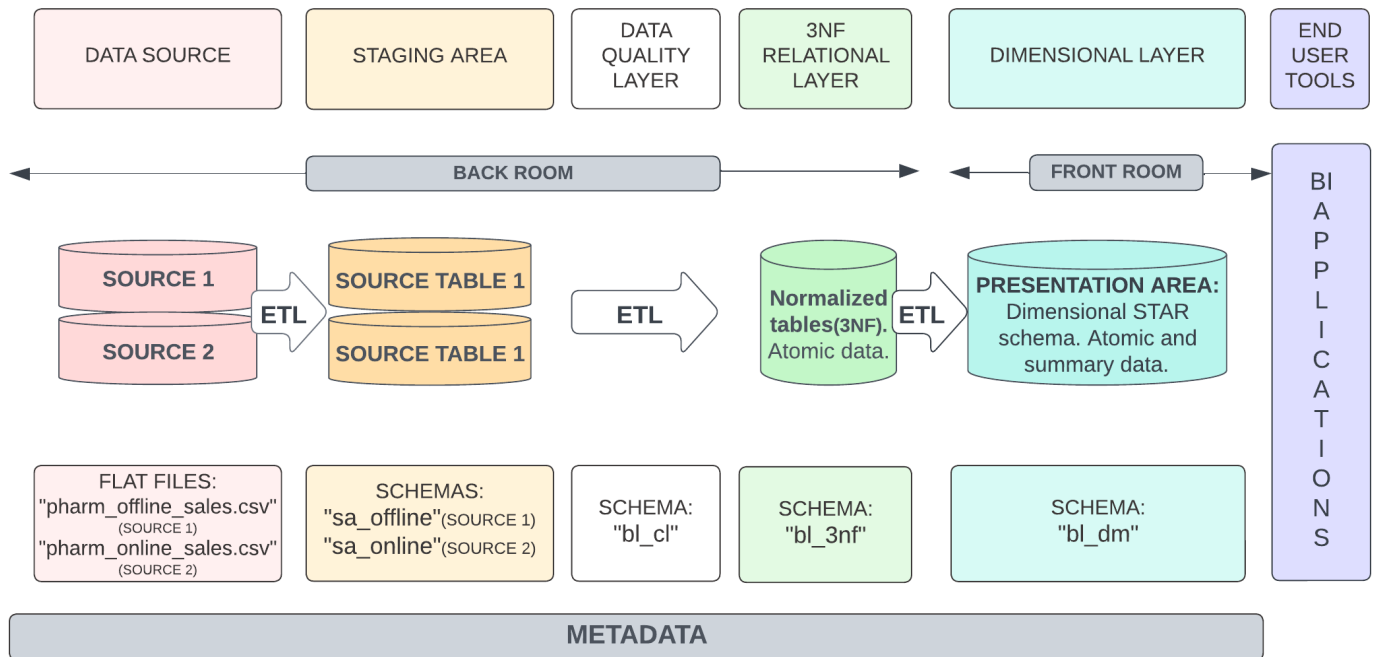 DATA SOURCE
STAGING AREA
DATA
QUALITY
LAYER
3NF
RELATIONAL
LAYER
DIMENSIONAL LAYER
END
USER
TOOLS
BACK ROOM
FRONT ROOM
SOURCE 1
SOURCE 2
ETL
SOURCE TABLE 1
SOURCE TABLE 1
ETL
Normalized
tables(3NF).
Atomic data.
ETL
PRESENTATION AREA:
Dimensional STAR
schema. Atomic and
summary data.
BI
A
P
P
L
I
C
A
T
I
O
N
S
FLAT FILES:
"pharm_offline_sales.csv"
(SOURCE 1)
"pharm_online_sales.csv"
(SOURCE 2)
SCHEMAS:
"sa_offline"(SOURCE 1)
"sa_online"(SOURCE 2)
SCHEMA:
"bl_cl"
SCHEMA:
"bl_3nf"
SCHEMA:
"bl_dm"
METADATA